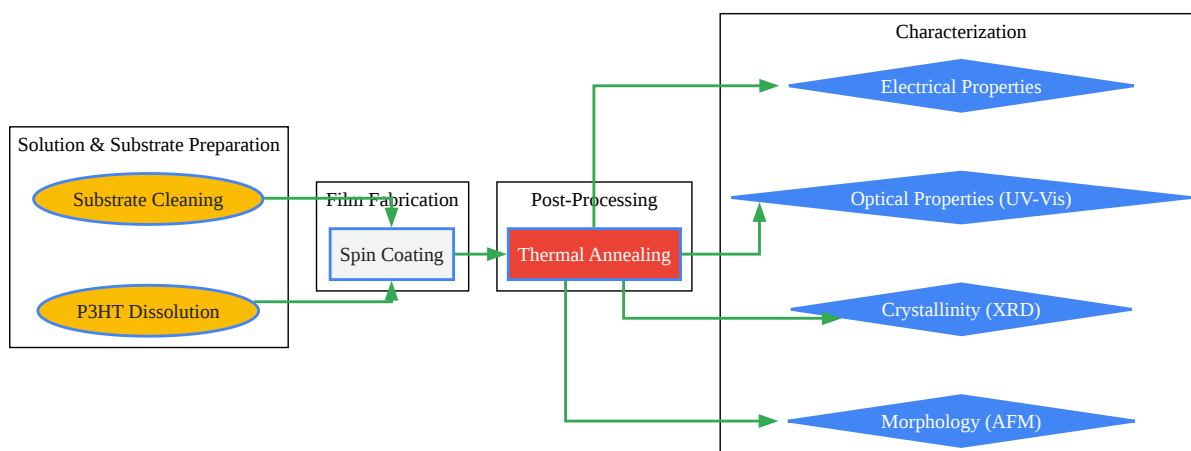 Solution & Substrate Preparation
Substrate Cleaning
P3HT Dissolution
Film Fabrication
Spin Coating
Post-Processing
Thermal Annealing
Characterization
Electrical Properties
Optical Properties (UV-Vis)
Crystallinity (XRD)
Morphology (AFM)